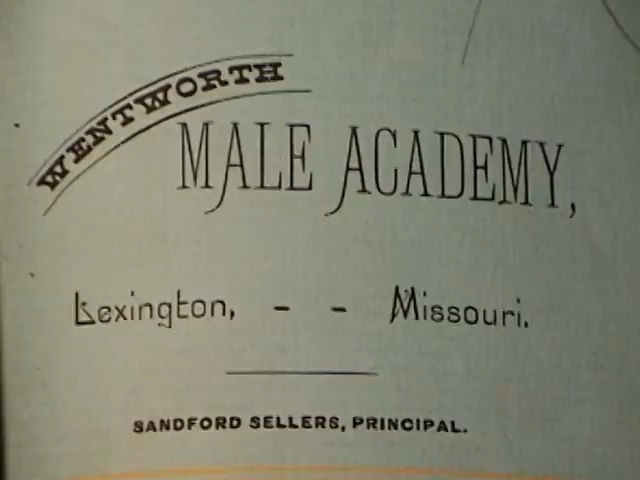 WENTWORTH
MALE ACADEMY,
Lexington, - - Missouri.
SANDFORD SELLERS, PRINCIPAL.